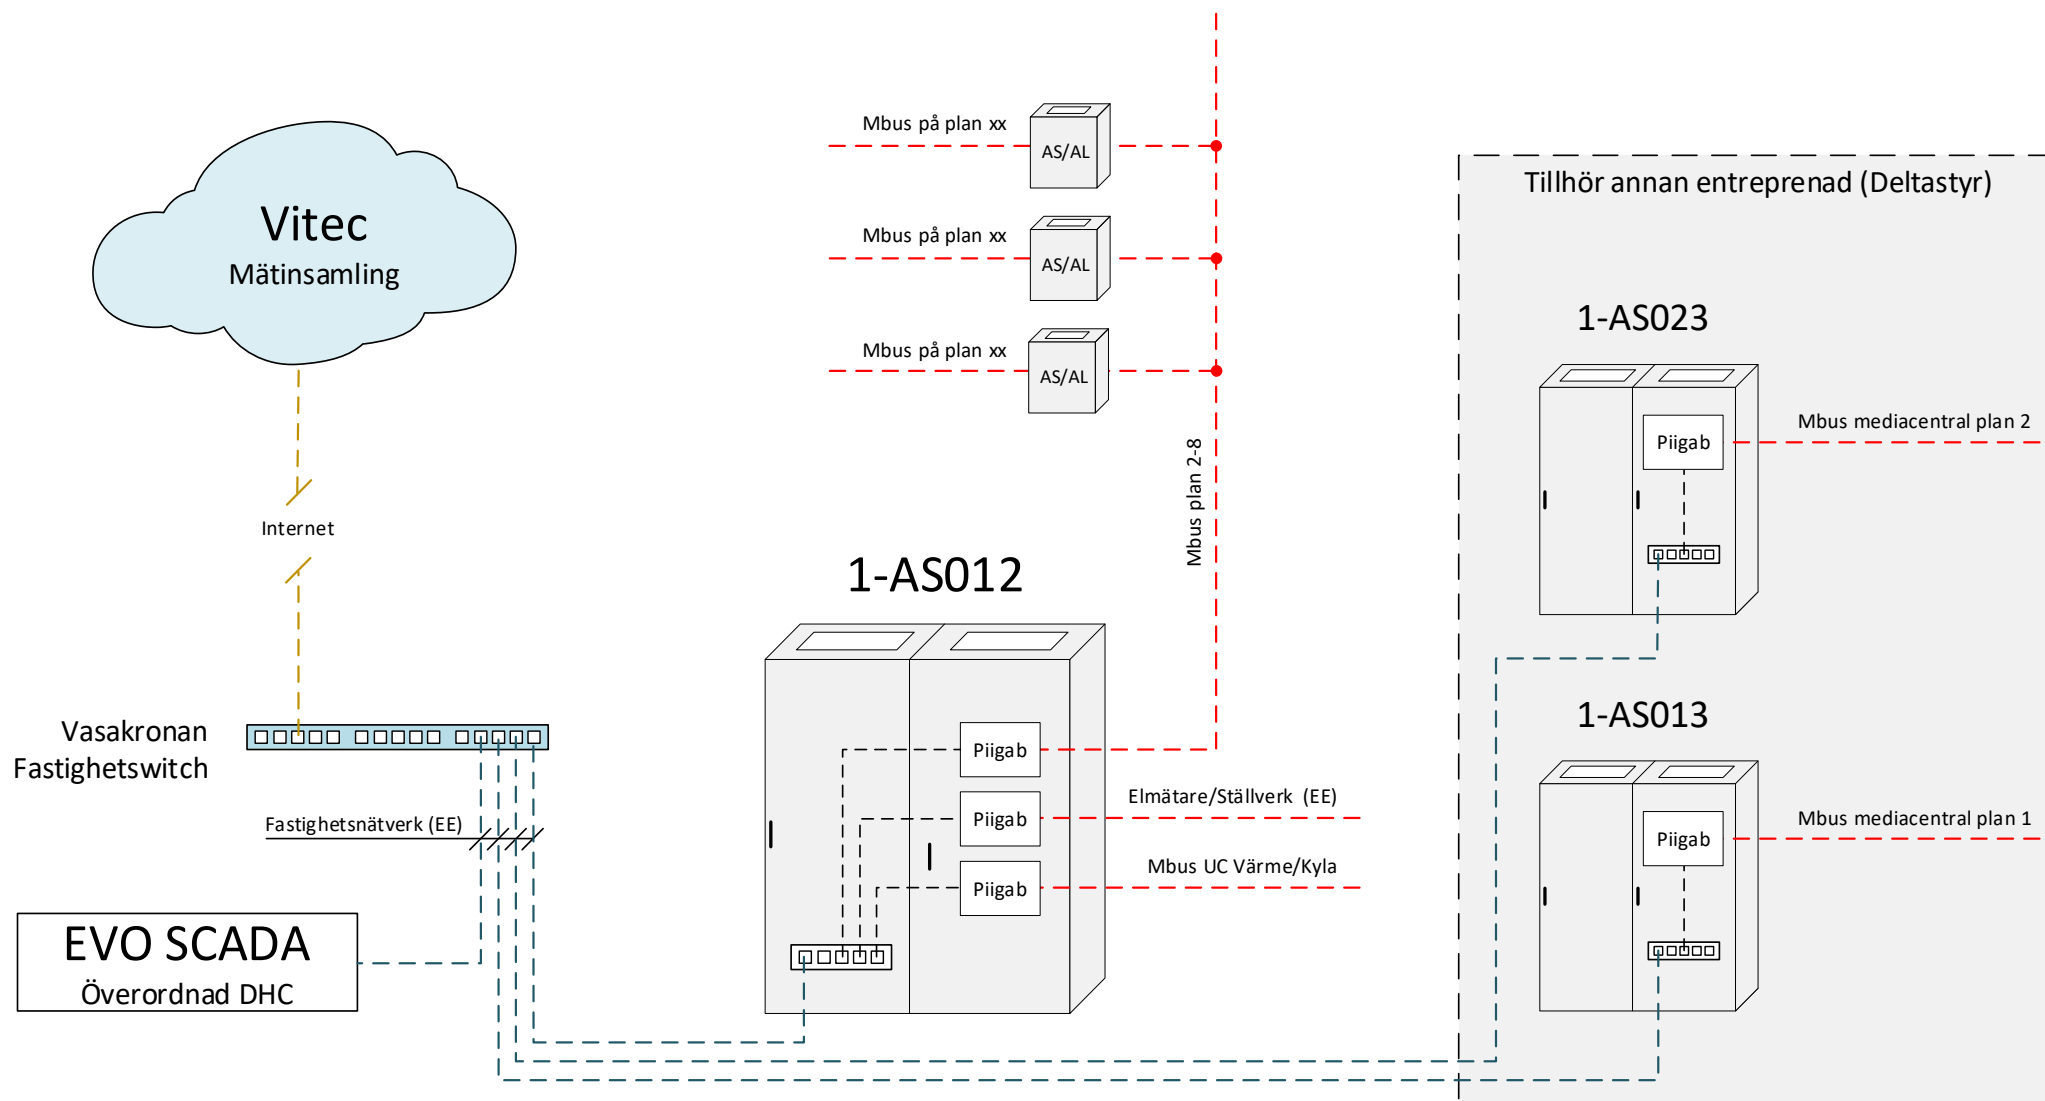 Vitec
Mätinsamling
Internet
Vasakronan
Fastighetswitch
Fastighetsnätverk (EE)
EVO SCADA
Överordnad DHC
Mbus på plan xx
AS/AL
Mbus på plan xx
AS/AL
Mbus på plan xx
AS/AL
Mbus plan 2-8
1-AS012
Piigab
Piigab
Piigab
Elmätare/Ställverk (EE)
Mbus UC Värme/Kyla
Tillhör annan entreprenad (Deltastyr)
1-AS023
Piigab
Mbus mediacentral plan 2
1-AS013
Piigab
Mbus mediacentral plan 1